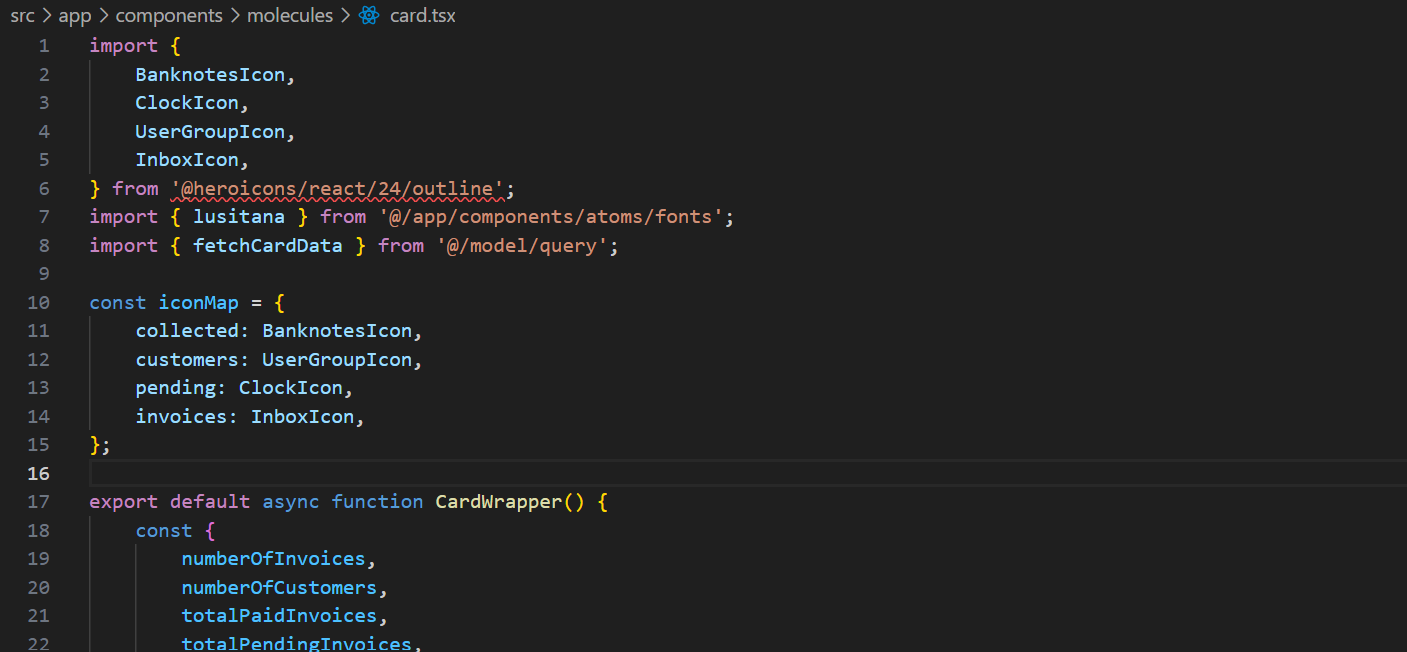 src > app > components > molecules > card.tsx
1 import {
2 BanknotesIcon,
3 ClockIcon,
4 UserGroupIcon,
5 InboxIcon,
6 } from '@heroicons/react/24/outline';
7 import { lusitana } from '@/app/components/atoms/fonts';
8 import { fetchCardData } from '@/model/query';
9
10 const iconMap = {
11 collected: BanknotesIcon,
12 customers: UserGroupIcon,
13 pending: ClockIcon,
14 invoices: InboxIcon,
15 };
16
17 export default async function CardWrapper() {
18 const {
19 numberOfInvoices,
20 numberOfCustomers,
21 totalPaidInvoices,
22 totalPendingInvoices,